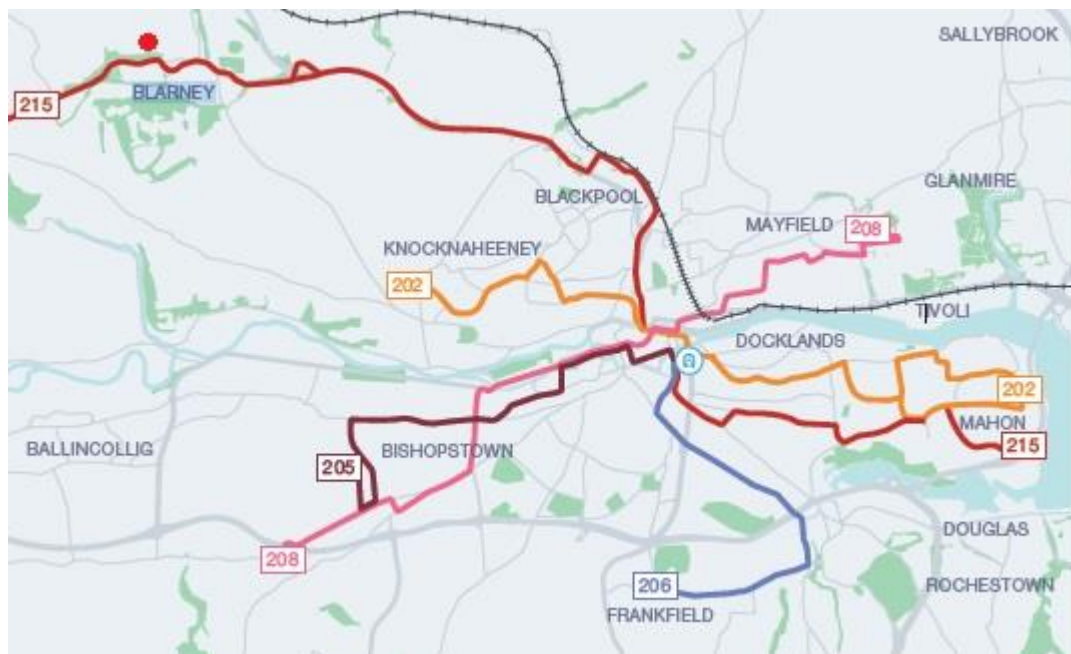 SALLYBROOK
215
BLARNEY
GLANMIRE
BLACKPOOL
MAYFIELD
208
KNOCKNAHEENEY
202
TIVOLI
DOCKLANDS
202
MAHON
215
BALLINCOLLIG
BISHOPSTOWN
205
DOUGLAS
208
206
ROCHESTOWN
FRANKFIELD